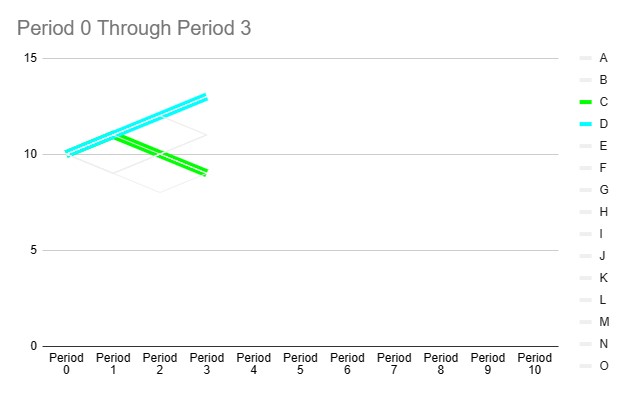 Period 0 Through Period 3
15
10
5
0
Period 0
Period 1
Period 2
Period 3
Period 4
Period 5
Period 6
Period 7
Period 8
Period 9
Period 10
A
B
C
D
E
F
G
H
I
J
K
L
M
N
O